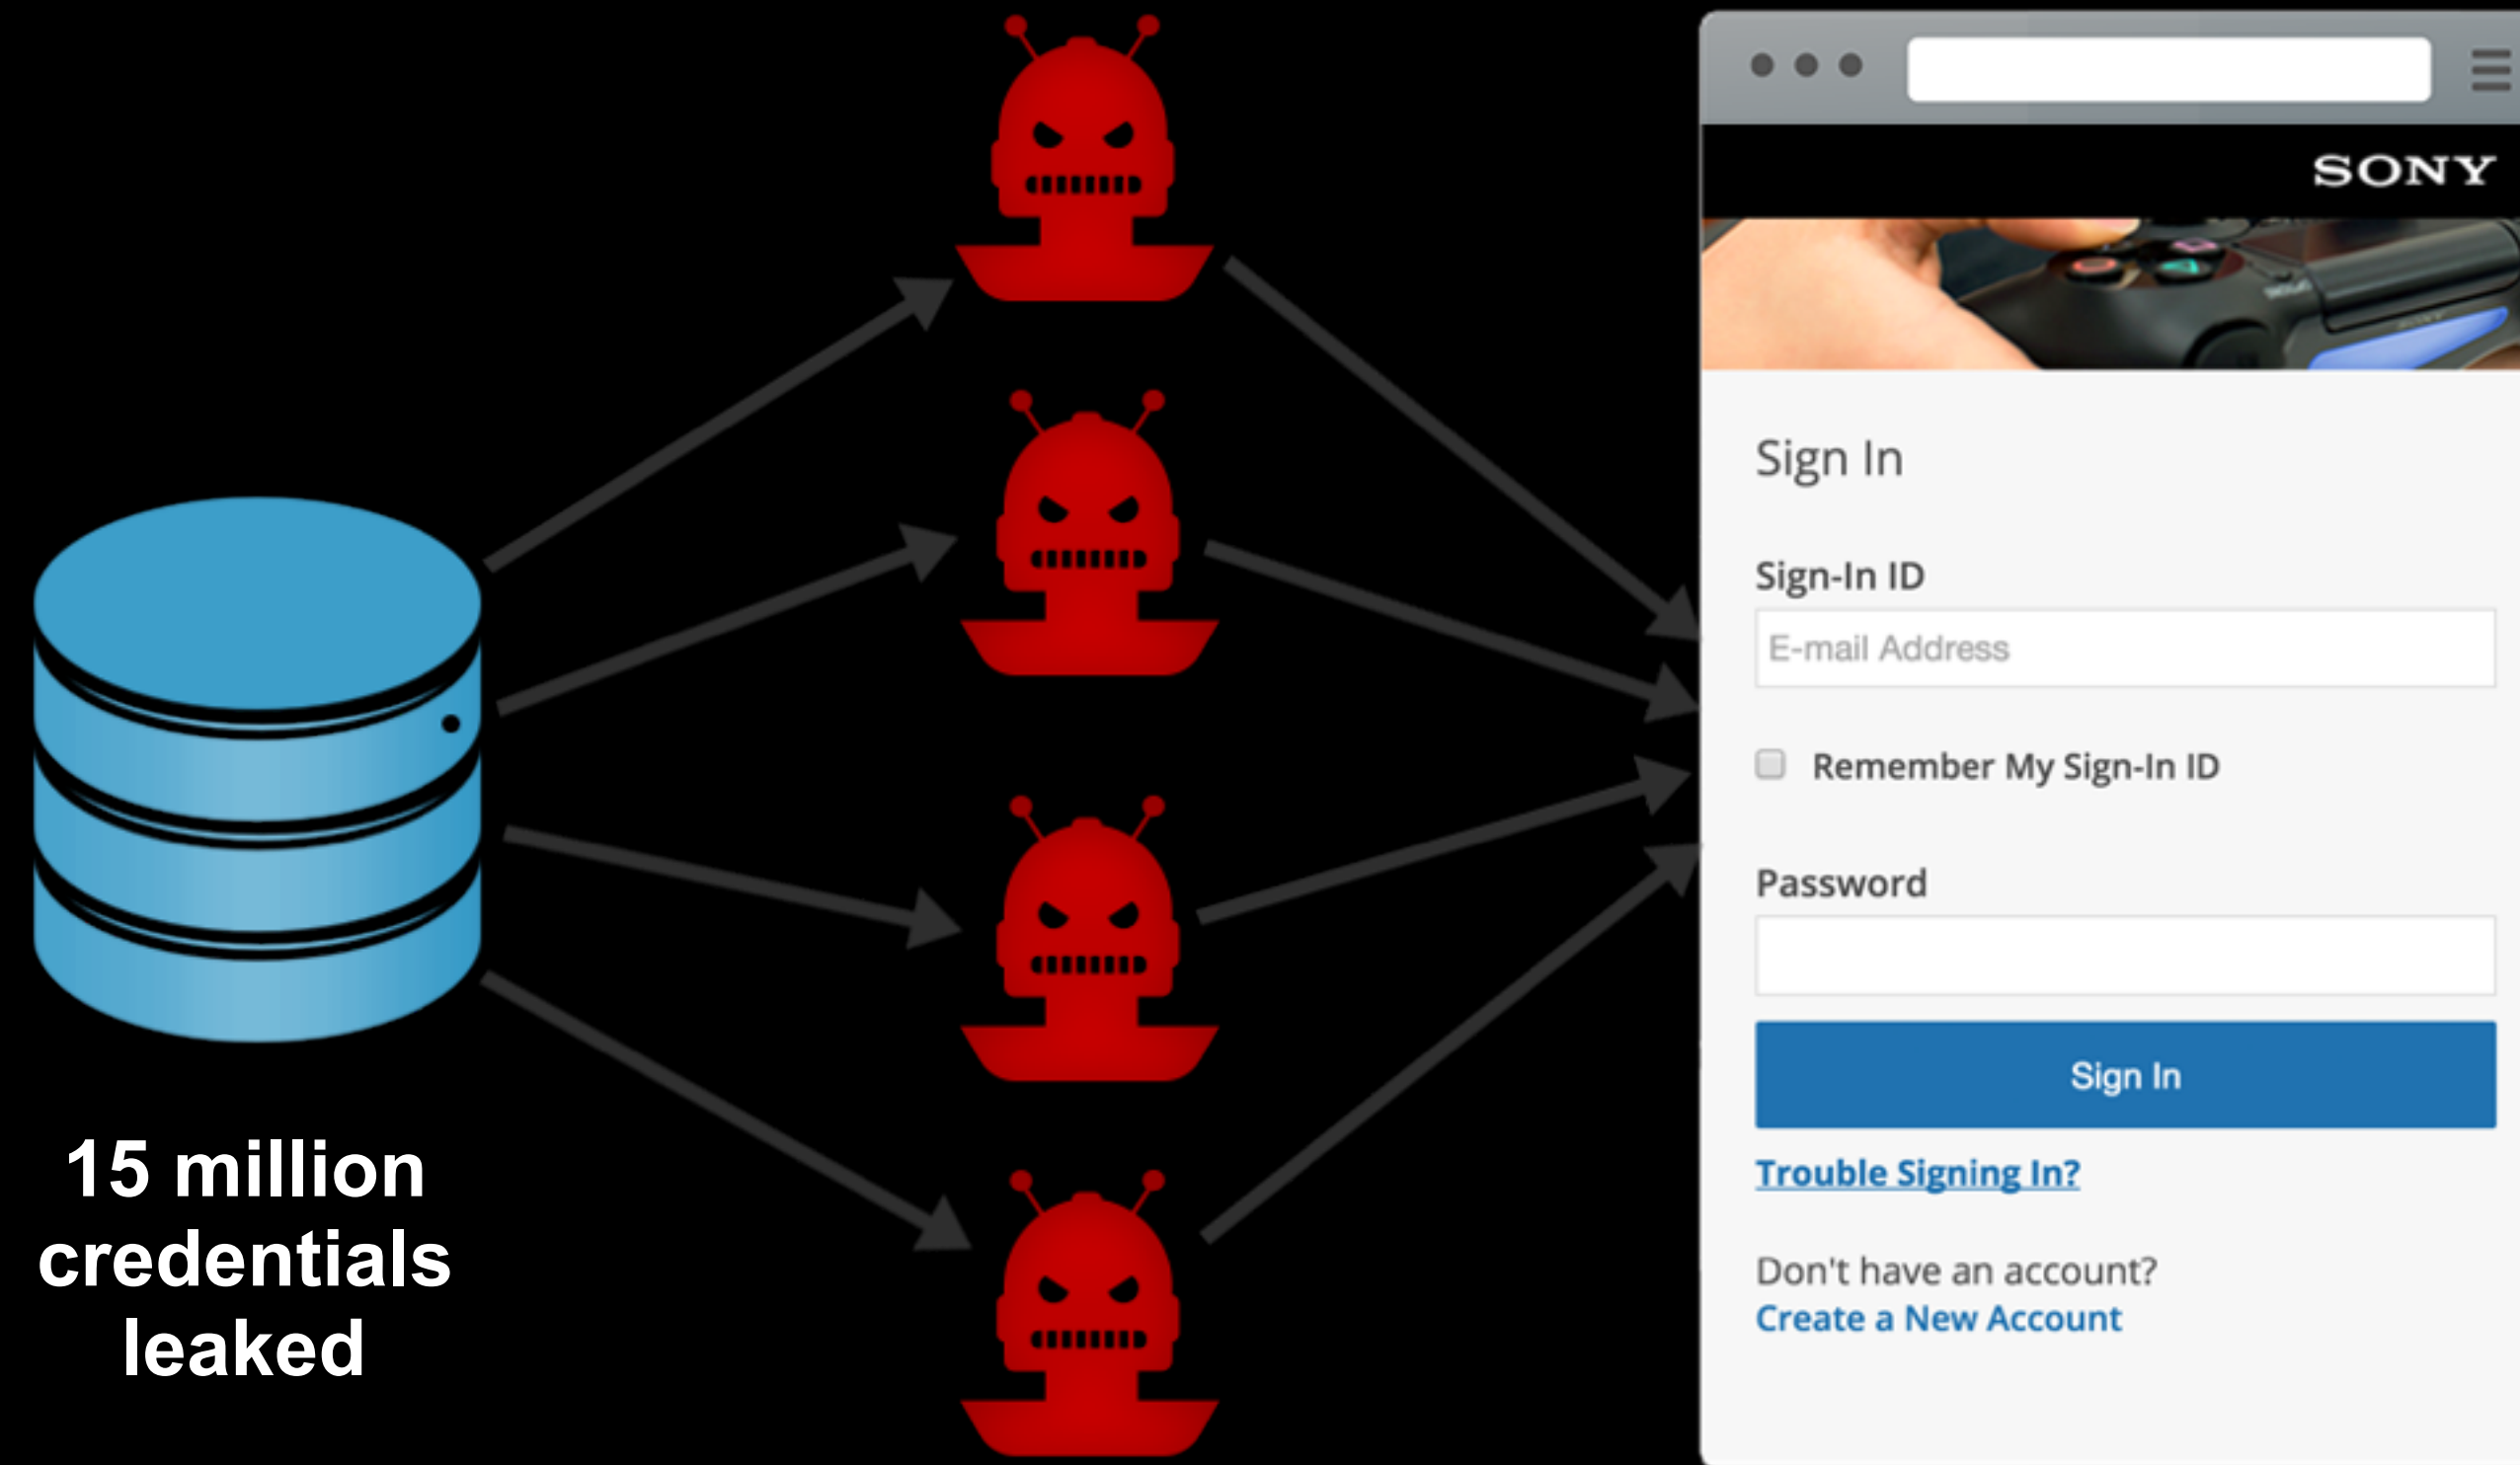 15 million
credentials
leaked
SONY
Sign In
Sign-In ID
E-mail Address
Remember My Sign-In ID
Password
Sign In
Trouble Signing In?
Don't have an account?
Create a New Account